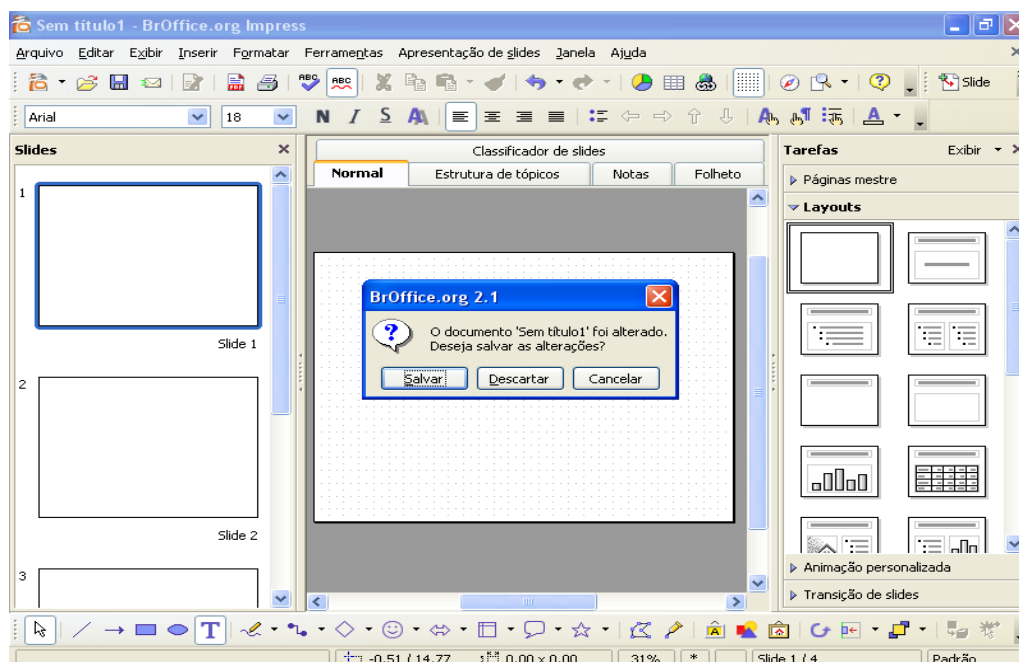 Sem título1 - BrOffice.org Impress
Arquivo Editar Exibir Inserir Formatar Ferramentas Apresentação de slides Janela Ajuda
ABC ABC Slide
Arial 18 N I S A A
Slides
Classificador de slides
Normal Estrutura de tópicos Notas Folheto
Tarefas Exibir
Páginas mestre
Layouts
1
Slide 1
2
Slide 2
3
BrOffice.org 2.1
O documento 'Sem título1' foi alterado.
Deseja salvar as alterações?
Salvar Descartar Cancelar
Animação personalizada
Transição de slides
T
-0.51 / 14.77 0.00 x 0.00 31% * Slide 1 / 4 Padrão